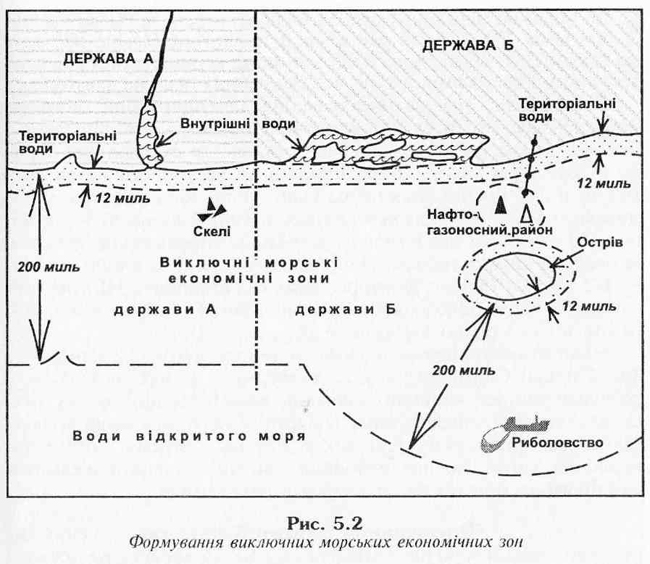 ДЕРЖАВА А
ДЕРЖАВА Б
Територіальні
води
Внутрішні води
Територіальні
води
12 миль
12 миль
Скелі
Нафто-
газоносний район
Острів
200 миль
Виключні морські
економічні зони
держави А
держави Б
12 миль
200 миль
Води відкритого моря
Риболовство
Рис. 5.2
Формування виключних морських економічних зон